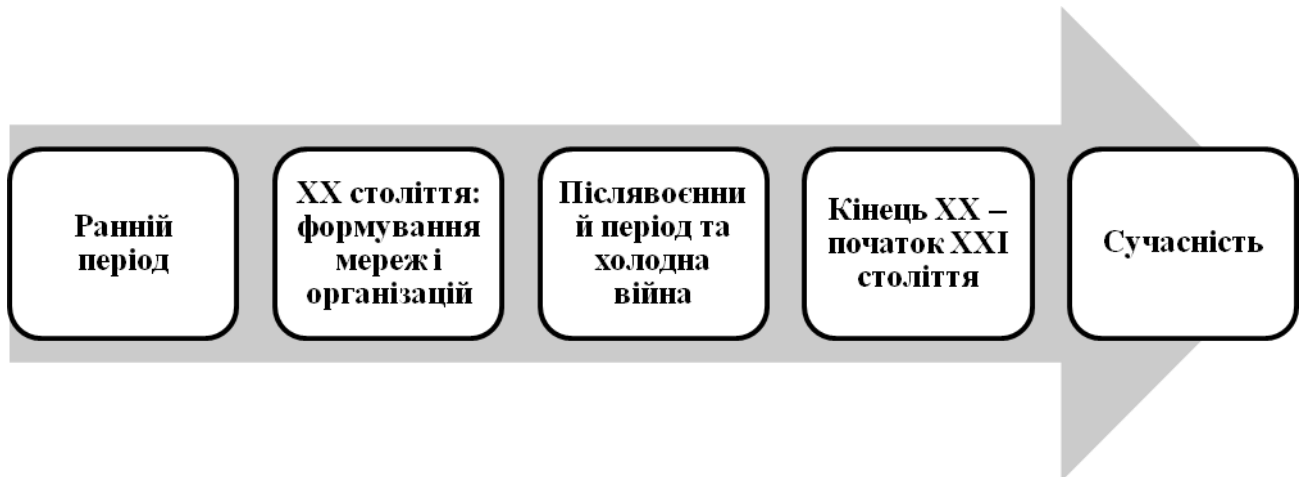 Ранній
період
XX століття:
формування
мереж і
організацій
Післявоєнни
й період та
холодна
війна
Кінець XX –
початок XXI
століття
Сучасність